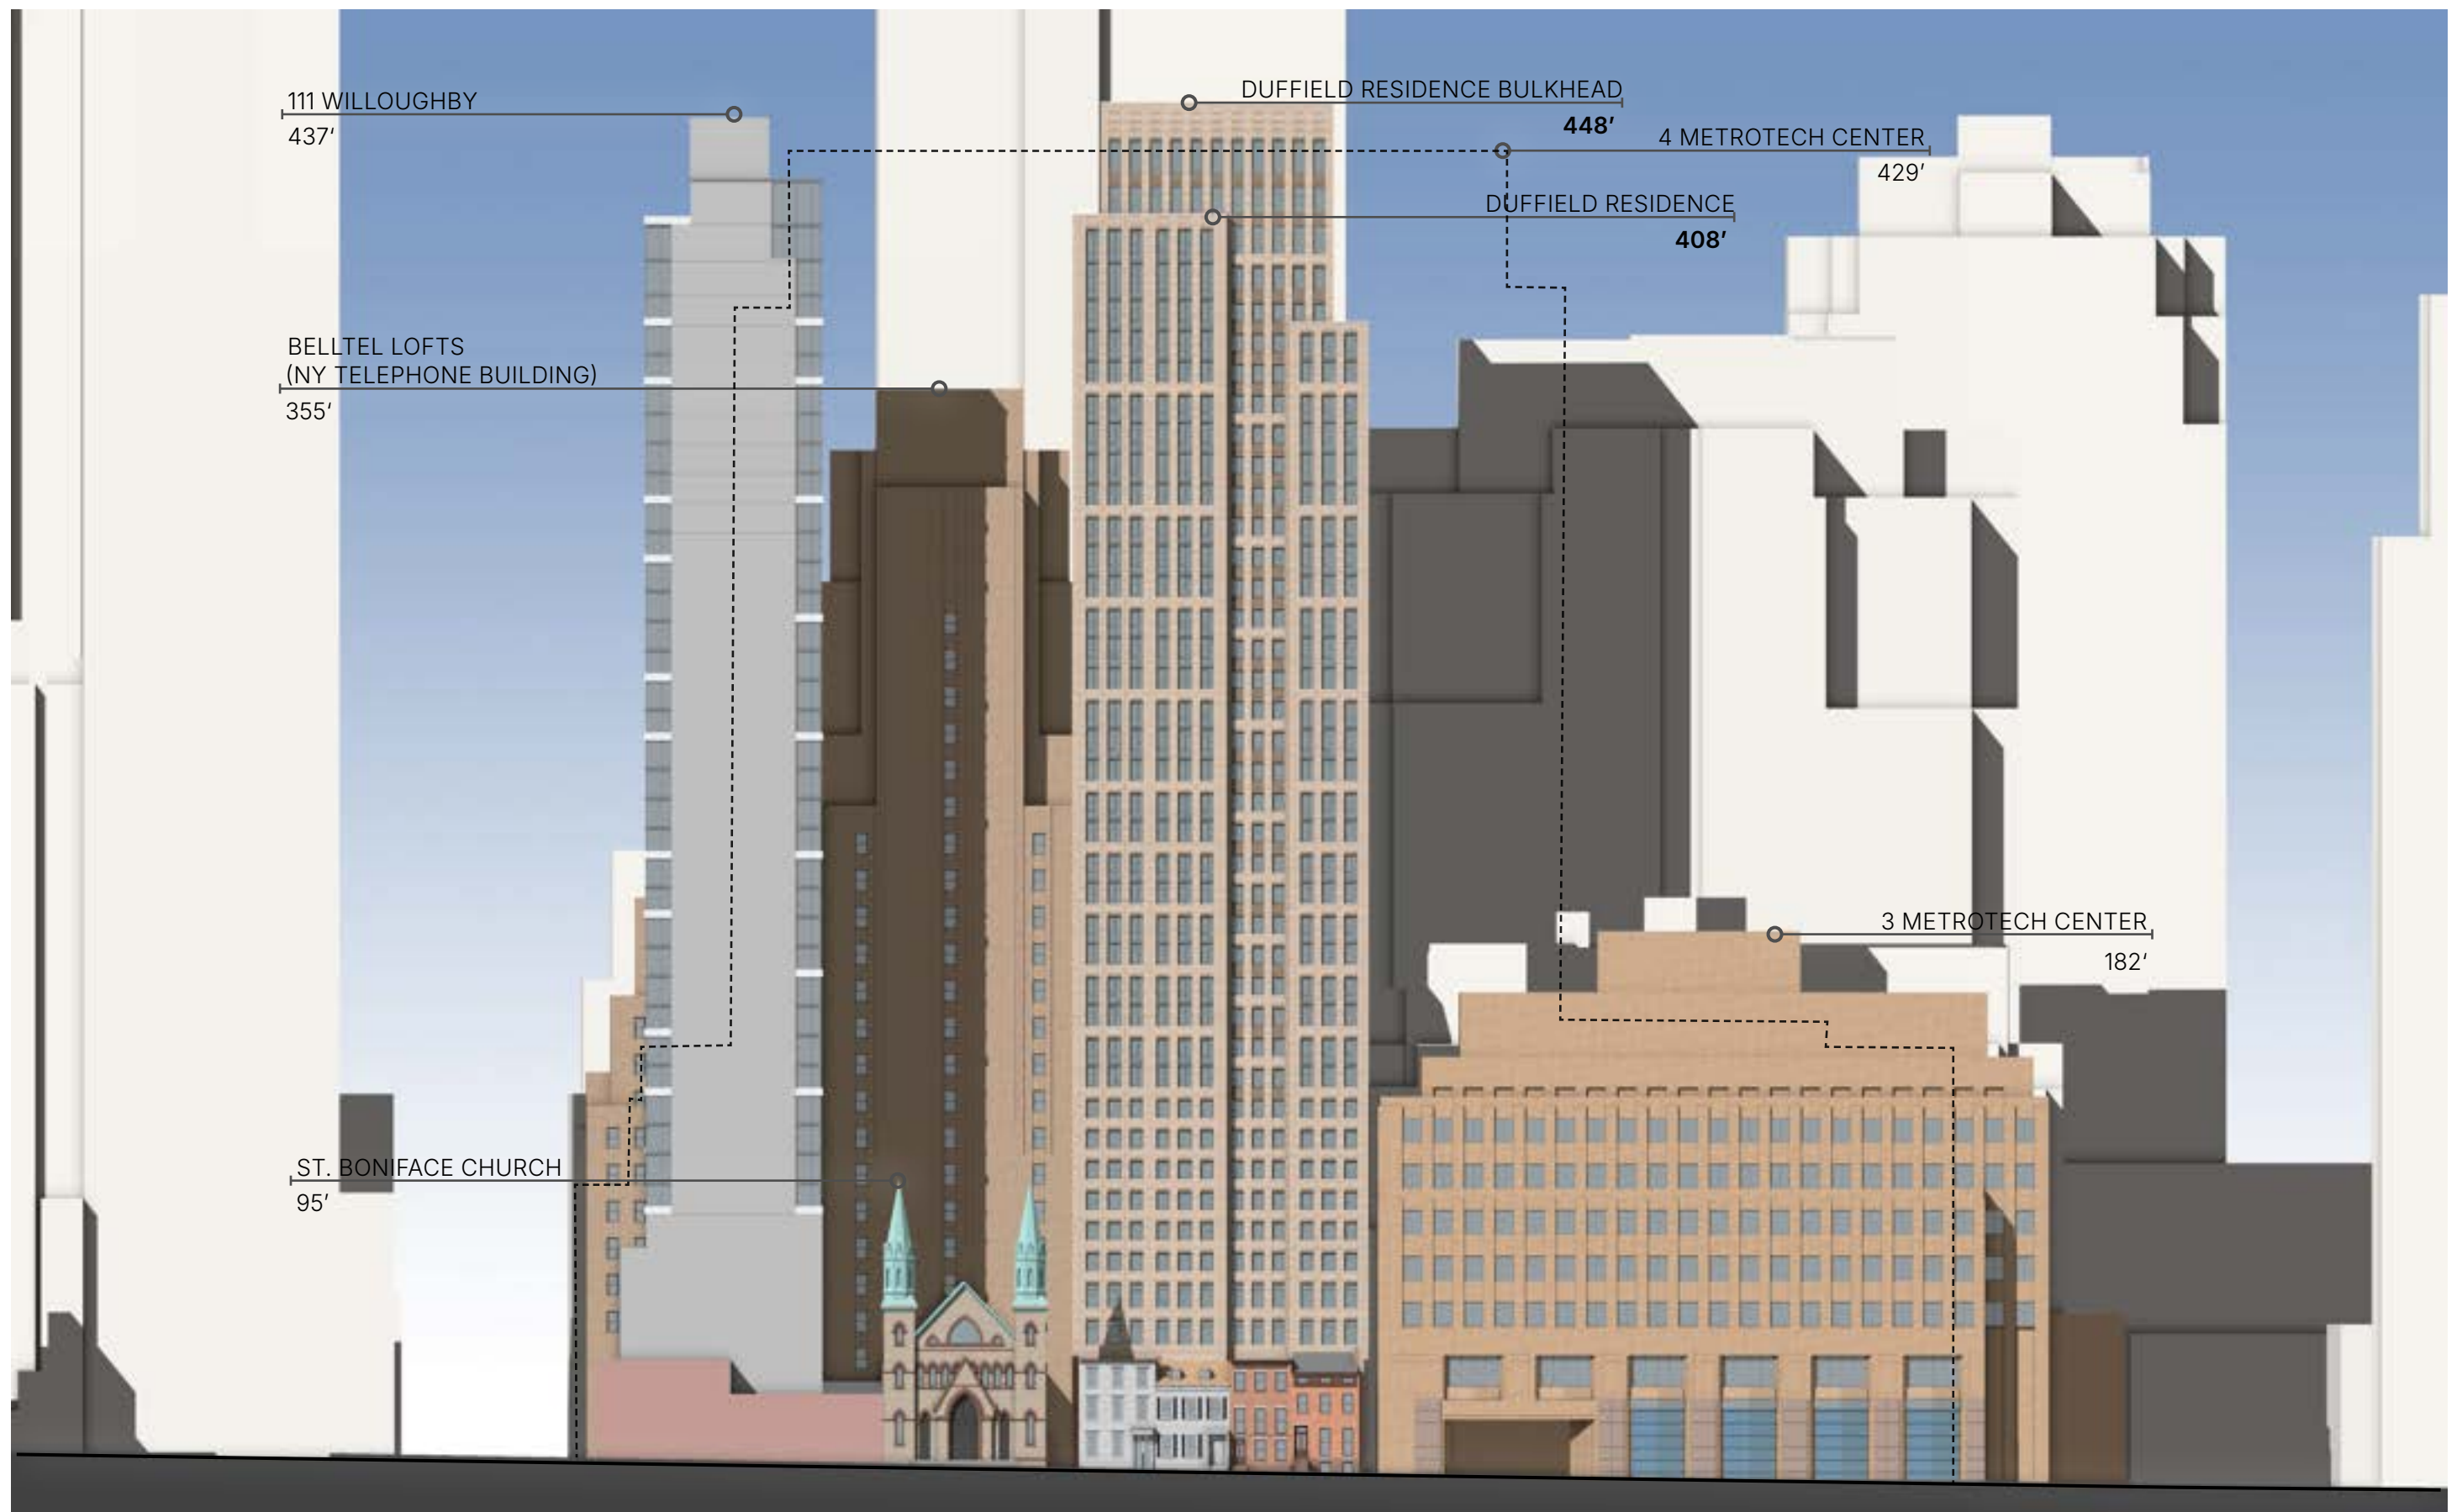 111 WILLOUGHBY
437'
DUFFIELD RESIDENCE BULKHEAD
448'
4 METROTECH CENTER
429'
DUFFIELD RESIDENCE
408'
BELLTEL LOFTS
(NY TELEPHONE BUILDING)
355'
3 METROTECH CENTER
182'
ST. BONIFACE CHURCH
95'